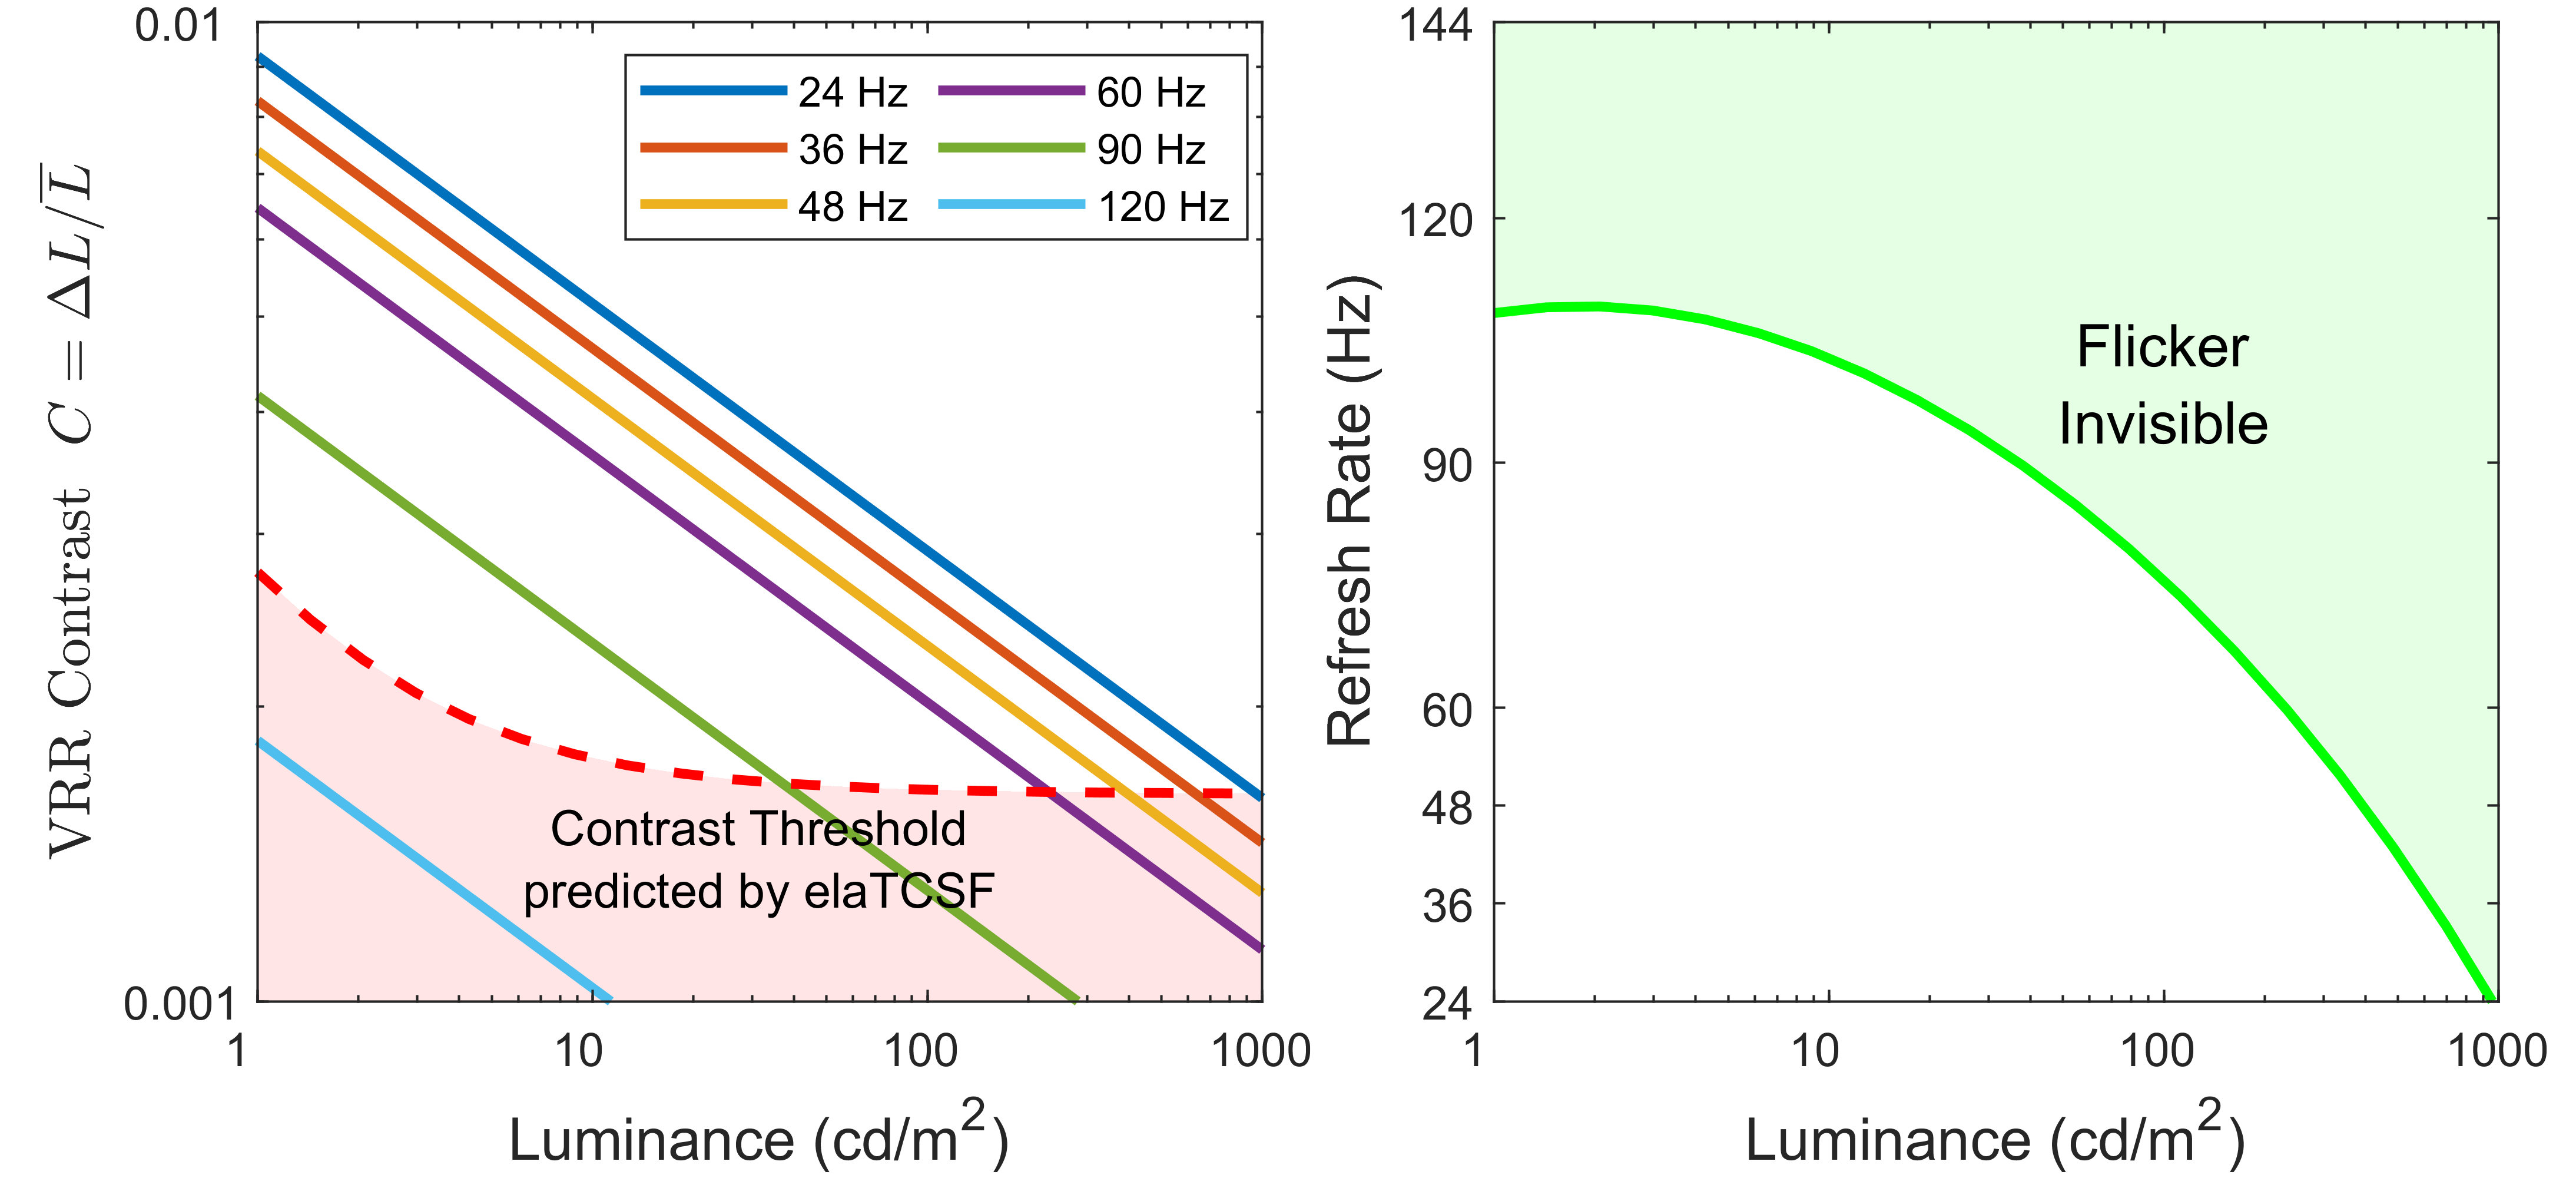 0.01
0.001
VRR Contrast C = ΔL/L̅
24 Hz
36 Hz
48 Hz
60 Hz
90 Hz
120 Hz
Contrast Threshold
predicted by elaTCSF
1
10
100
1000
Luminance (cd/m²)
144
120
90
60
48
36
24
Refresh Rate (Hz)
Flicker
Invisible
1
10
100
1000
Luminance (cd/m²)